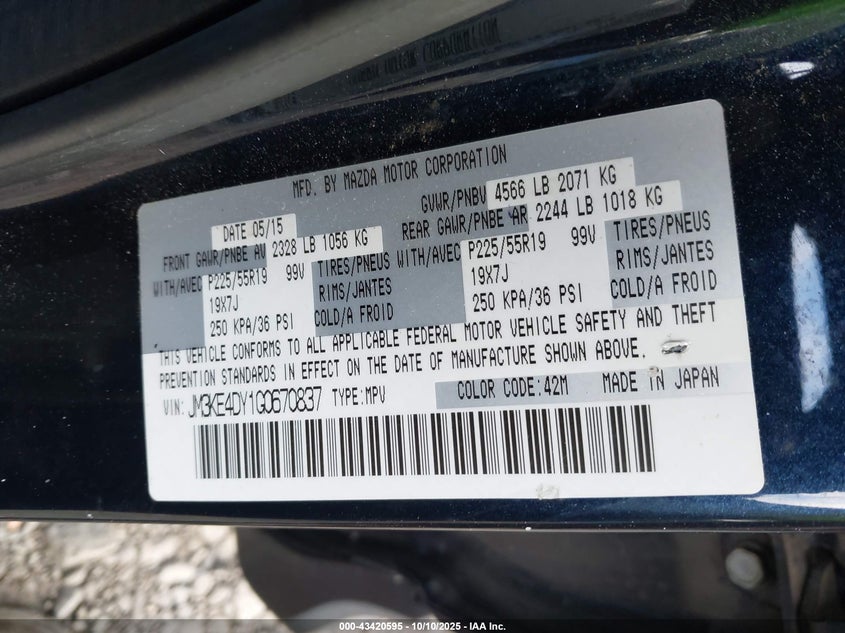 MFD. BY MAZDA MOTOR CORPORATION
DATE 05/15 GVWR/PNBV 4566 LB 2071 KG
FRONT GAWR/PNBE AV 2328 LB 1056 KG REAR GAWR/PNBE AR 2244 LB 1018 KG
WITH/AVEC P225/55R19 99V TIRES/PNEUS WITH/AVEC P225/55R19 99V TIRES/PNEUS
19X7J RIMS/JANTES 19X7J RIMS/JANTES
250 KPA/36 PSI COLD/A FROID 250 KPA/36 PSI COLD/A FROID
THIS VEHICLE CONFORMS TO ALL APPLICABLE FEDERAL MOTOR VEHICLE SAFETY AND THEFT
PREVENTION STANDARDS IN EFFECT ON THE DATE OF MANUFACTURE SHOWN ABOVE.
VIN: JM3KE4DY1G0670837 TYPE:MPV COLOR CODE:42M MADE IN JAPAN
000-43420595 - 10/10/2025 - IAA Inc.